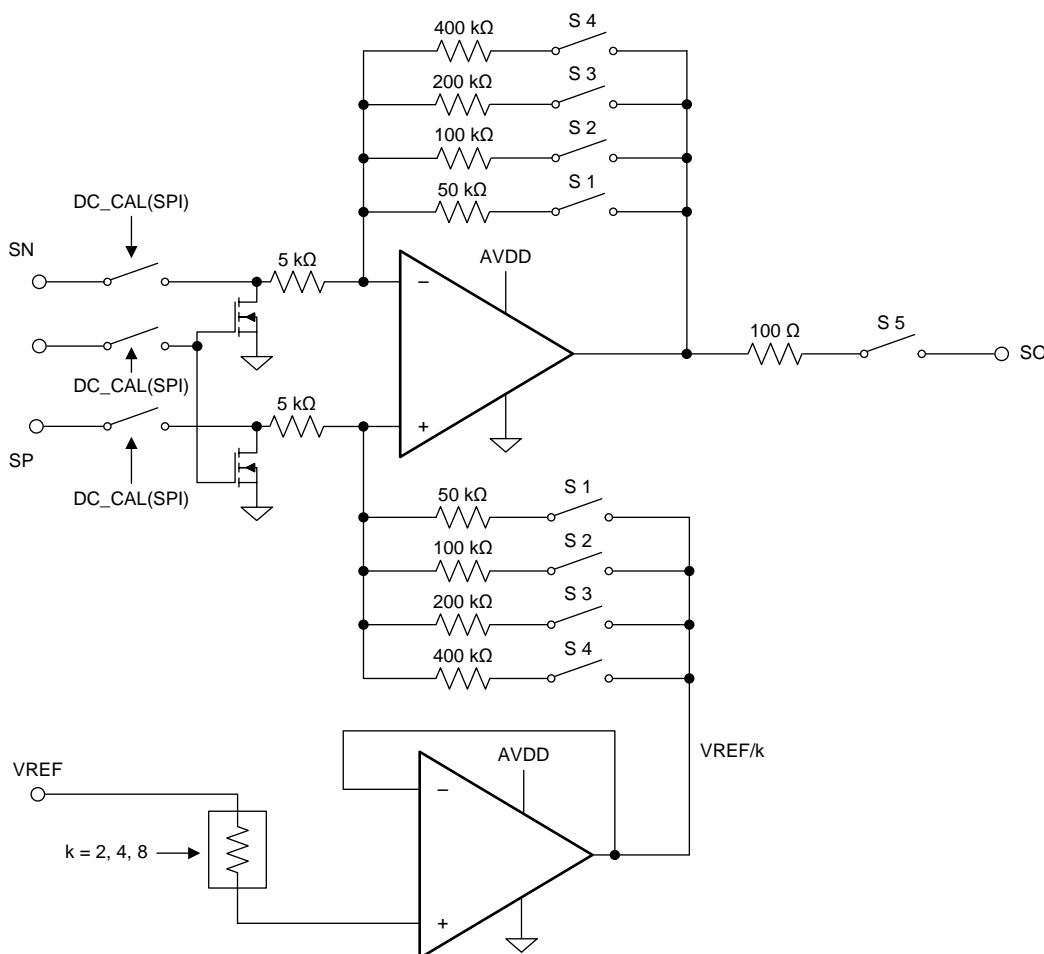 S 4
400 kΩ
S 3
200 kΩ
S 2
100 kΩ
S 1
50 kΩ
DC_CAL(SPI)
SN
5 kΩ
AVDD
−
100 Ω
S 5
SO
DC_CAL(SPI)
5 kΩ
+
SP
DC_CAL(SPI)
S 1
50 kΩ
S 2
100 kΩ
S 3
200 kΩ
S 4
400 kΩ
VREF/k
AVDD
VREF
−
k = 2, 4, 8
+